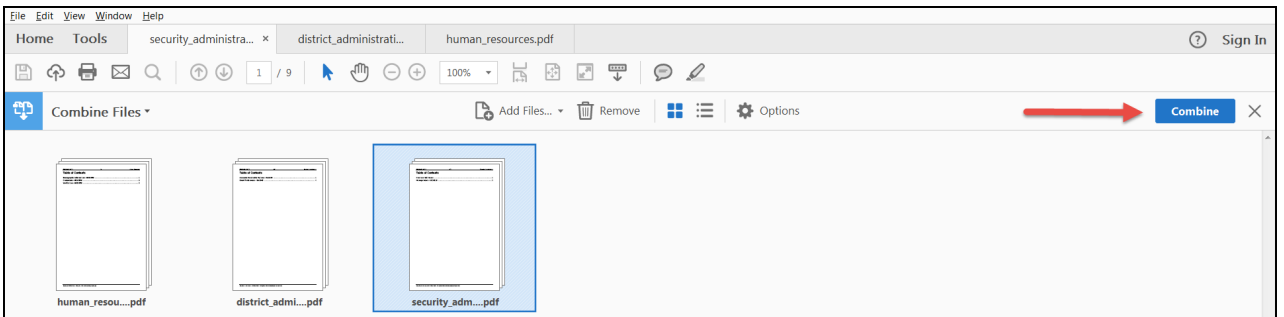 File Edit View Window Help
Home Tools security_administra... × district_administrati... human_resources.pdf ? Sign In
1 / 9 100%
Combine Files Add Files... Remove Options Combine
Table of Contents Table of Contents Table of Contents
human_resou....pdf district_admi....pdf security_adm....pdf